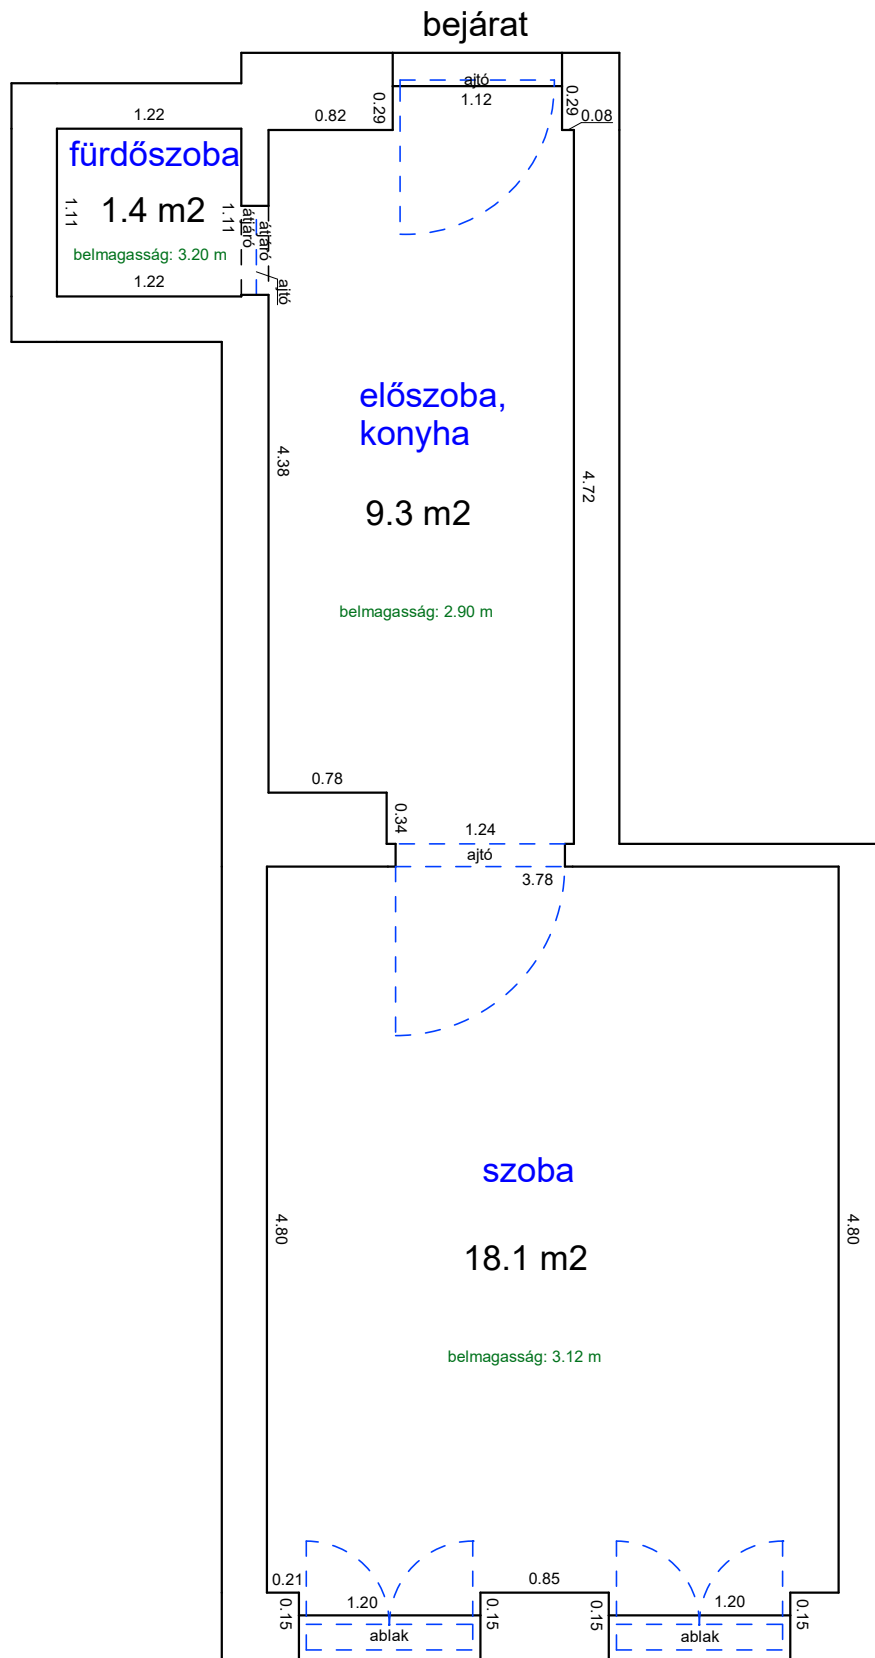 bejárat
ajtó
1.12
0.29
0.29
0.08
0.82
1.22
fürdőszoba
1.4 m2
1.11
1.11
átjáró
átjáró
ajtó
belmagasság: 3.20 m
1.22
előszoba,
konyha
9.3 m2
4.38
4.72
belmagasság: 2.90 m
0.78
0.34
1.24
ajtó
3.78
szoba
18.1 m2
4.80
4.80
belmagasság: 3.12 m
0.21
0.85
0.15
1.20
0.15
0.15
1.20
0.15
ablak
ablak